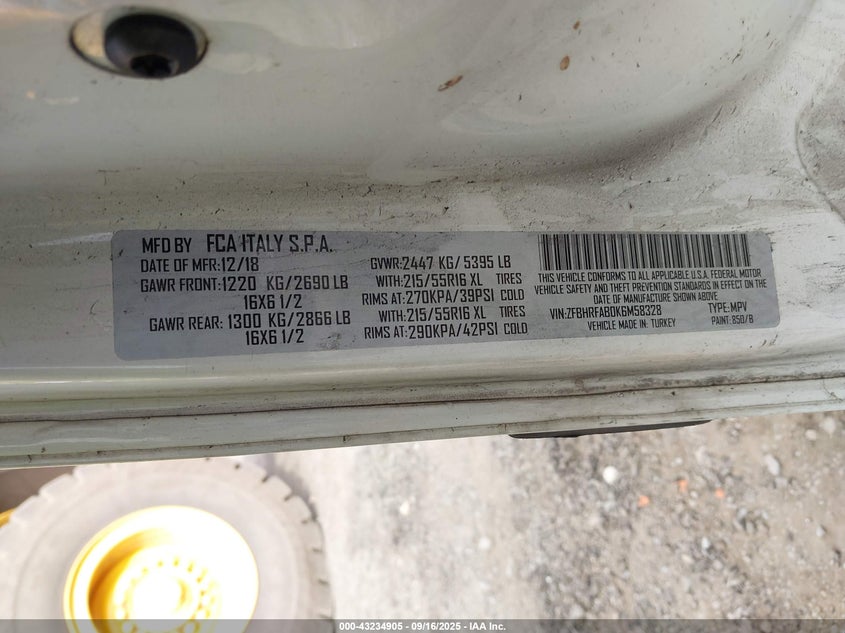 MFD BY FCA ITALY S.P.A.
DATE OF MFR:12/18 GVWR:2447 KG/ 5395 LB
GAWR FRONT:1220 KG/2690 LB WITH:215/55R16 XL TIRES
16X6 1/2 RIMS AT:270KPA/39PSI COLD
GAWR REAR: 1300 KG/2866 LB WITH:215/55R16 XL TIRES
16X6 1/2 RIMS AT:290KPA/42PSI COLD
THIS VEHICLE CONFORMS TO ALL APPLICABLE U.S.A. FEDERAL MOTOR
VEHICLE SAFETY AND THEFT PREVENTION STANDARDS IN EFFECT ON
DATE OF MANUFACTURE SHOWN ABOVE
VIN:ZFBHRFAB0K6M58328 TYPE:MPV
VEHICLE MADE IN: TURKEY PAINT: 850/B
000-43234905 - 09/16/2025 - IAA Inc.